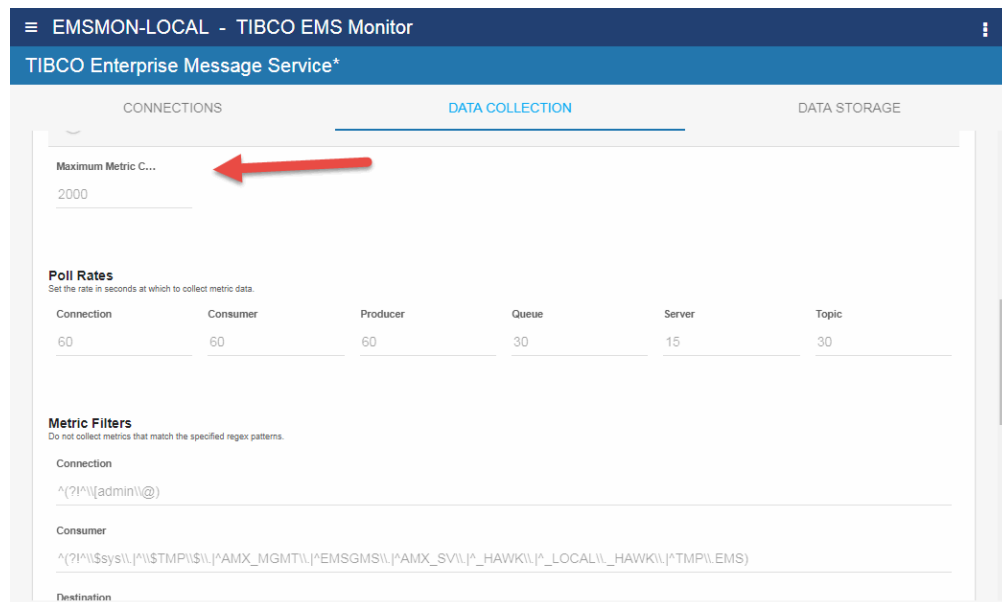 ≡ EMSMON-LOCAL - TIBCO EMS Monitor
TIBCO Enterprise Message Service*
CONNECTIONS DATA COLLECTION DATA STORAGE
Maximum Metric C...
2000
Poll Rates
Set the rate in seconds at which to collect metric data.
Connection Consumer Producer Queue Server Topic
60 60 60 30 15 30
Metric Filters
Do not collect metrics that match the specified regex patterns.
Connection
^(?!^\\[admin\\@)
Consumer
^(?!^\\$sys\\.|^\\$TMP\\$\\.|^AMX_MGMT\\.|^EMSGMS\\.|^AMX_SV\\.|^_HAWK\\.|^_LOCAL\\._HAWK\\.|^TMP\\.EMS)
Destination